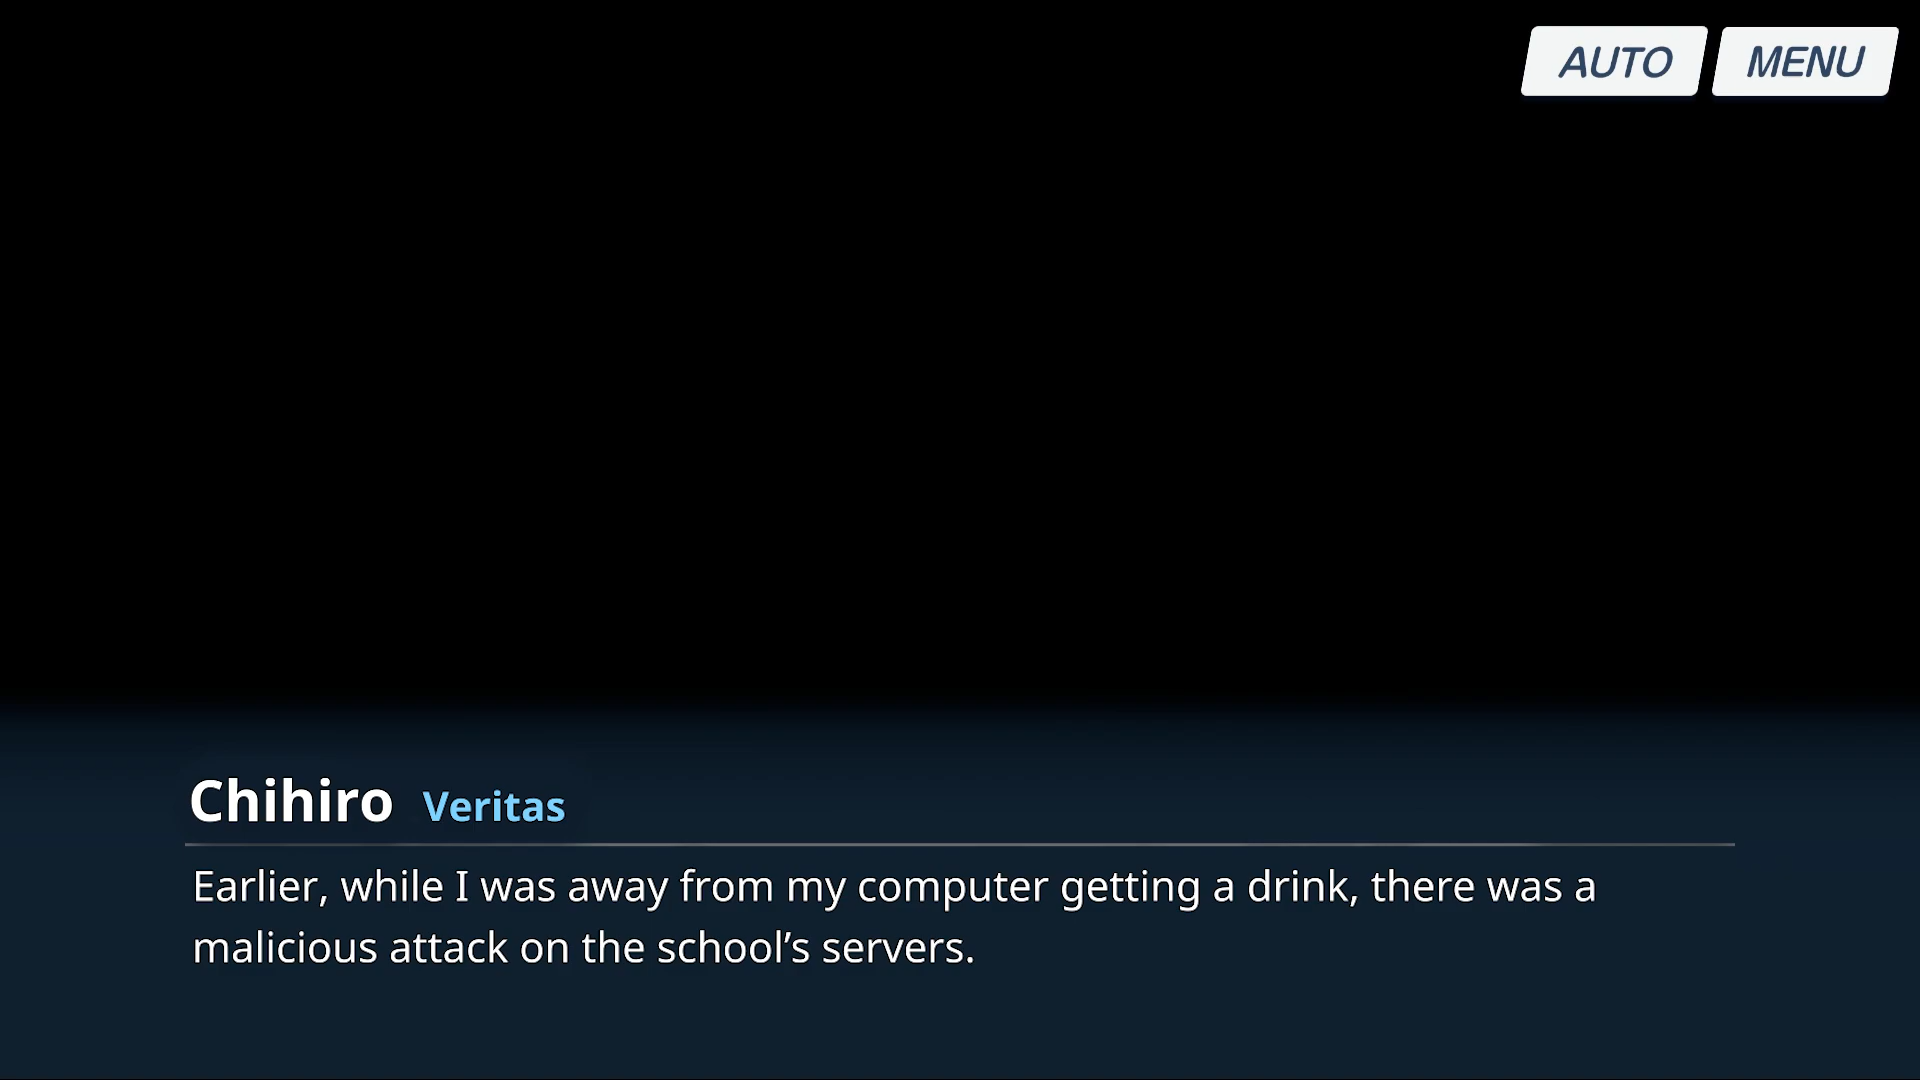 AUTO MENU
Chihiro Veritas
Earlier, while I was away from my computer getting a drink, there was a
malicious attack on the school’s servers.